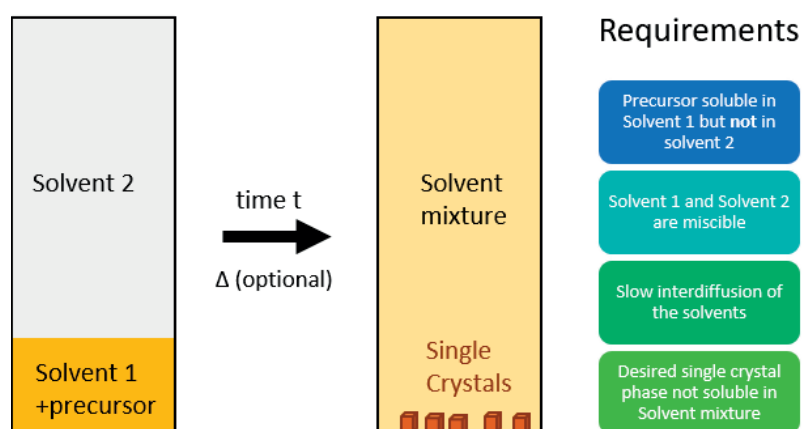 Solvent 2
Solvent 1
+precursor
time t
Δ (optional)
Solvent
mixture
Single
Crystals
Requirements
Precursor soluble in
Solvent 1 but not in
solvent 2
Solvent 1 and Solvent 2
are miscible
Slow interdiffusion of
the solvents
Desired single crystal
phase not soluble in
Solvent mixture